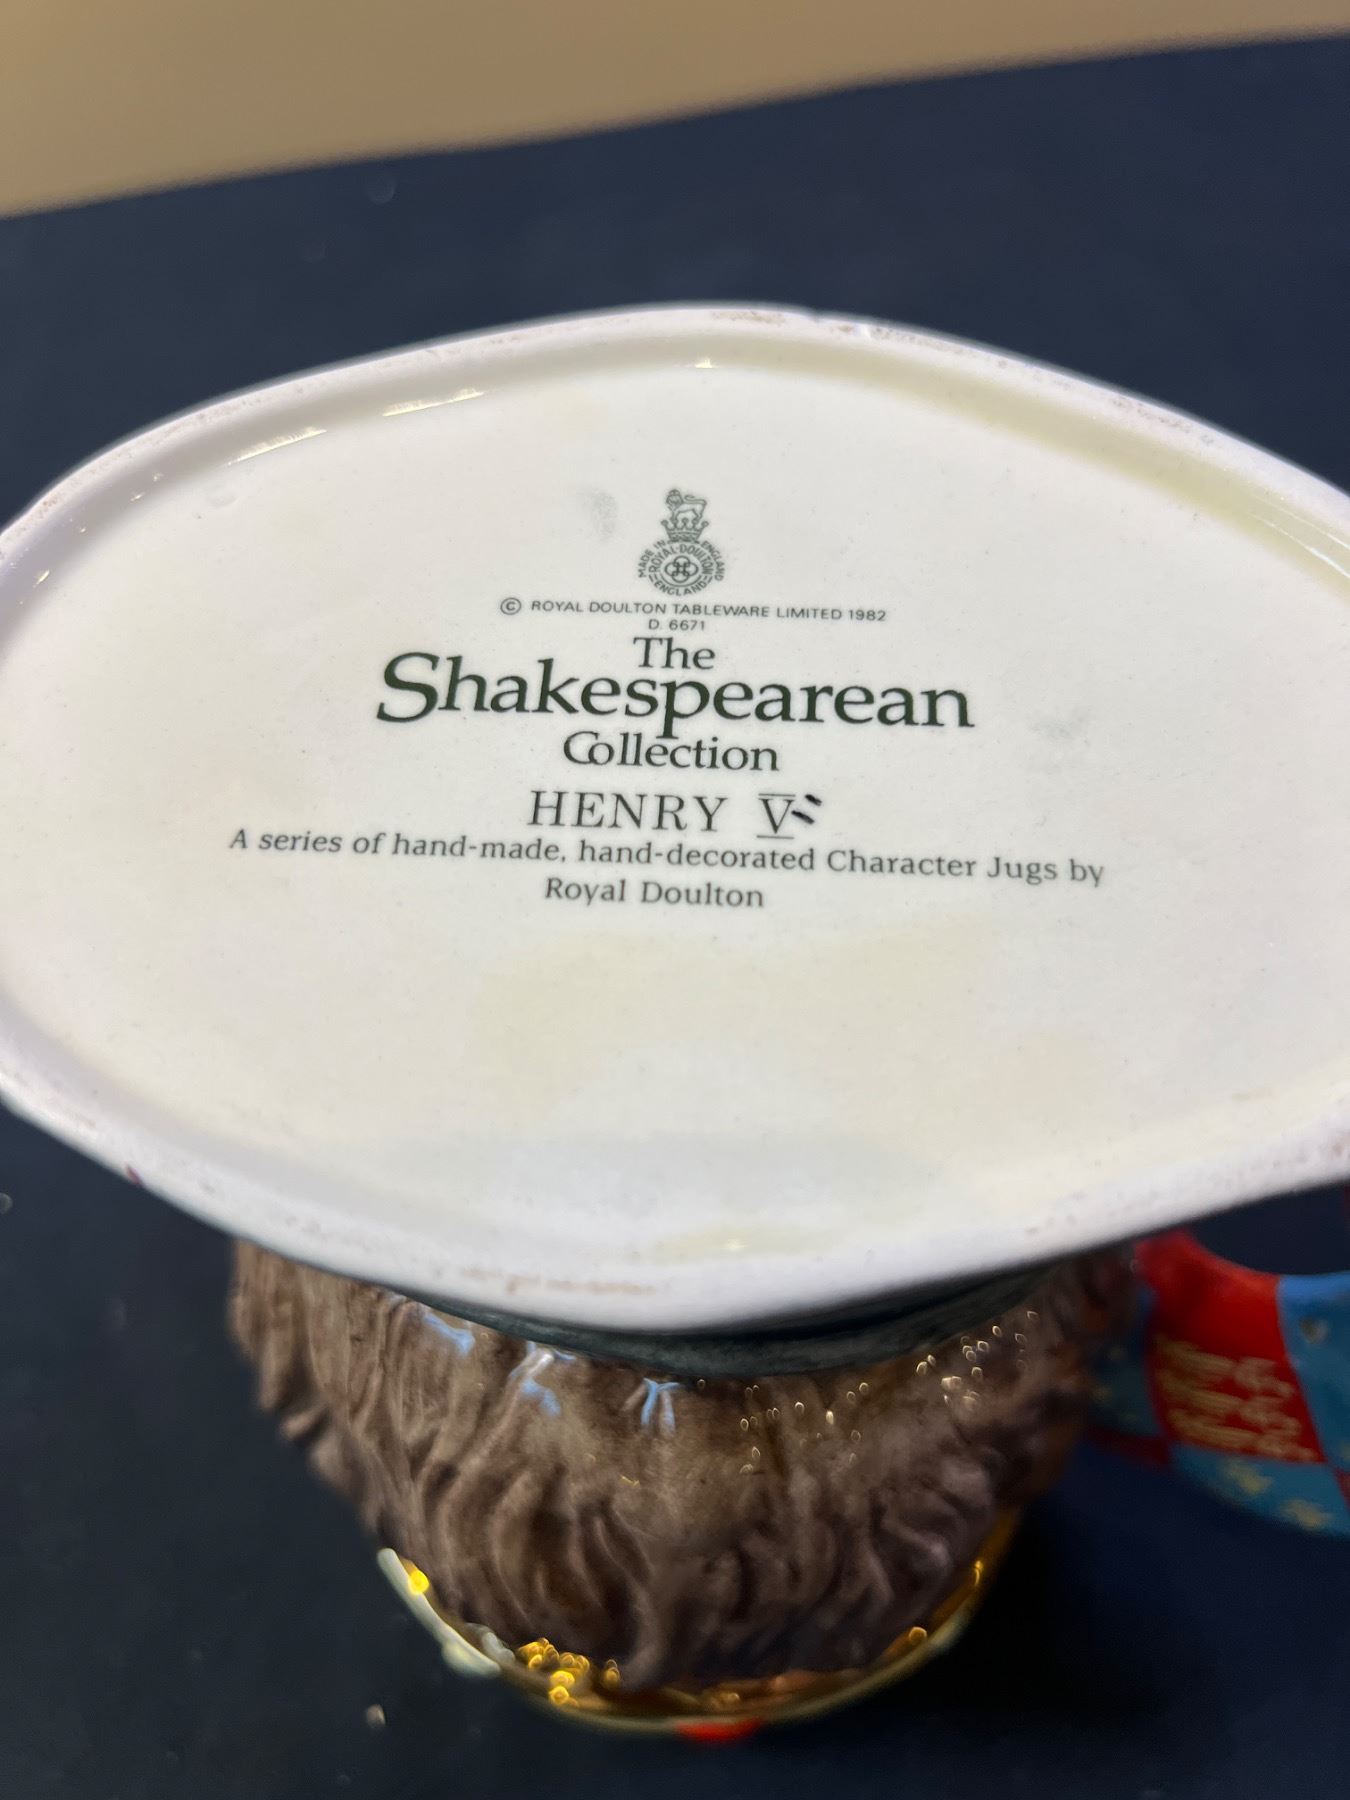 MADE IN ENGLAND
ROYAL·DOULTON
ENGLAND
© ROYAL DOULTON TABLEWARE LIMITED 1982
D. 6671
The
Shakespearean
Collection
HENRY V
A series of hand-made, hand-decorated Character Jugs by
Royal Doulton